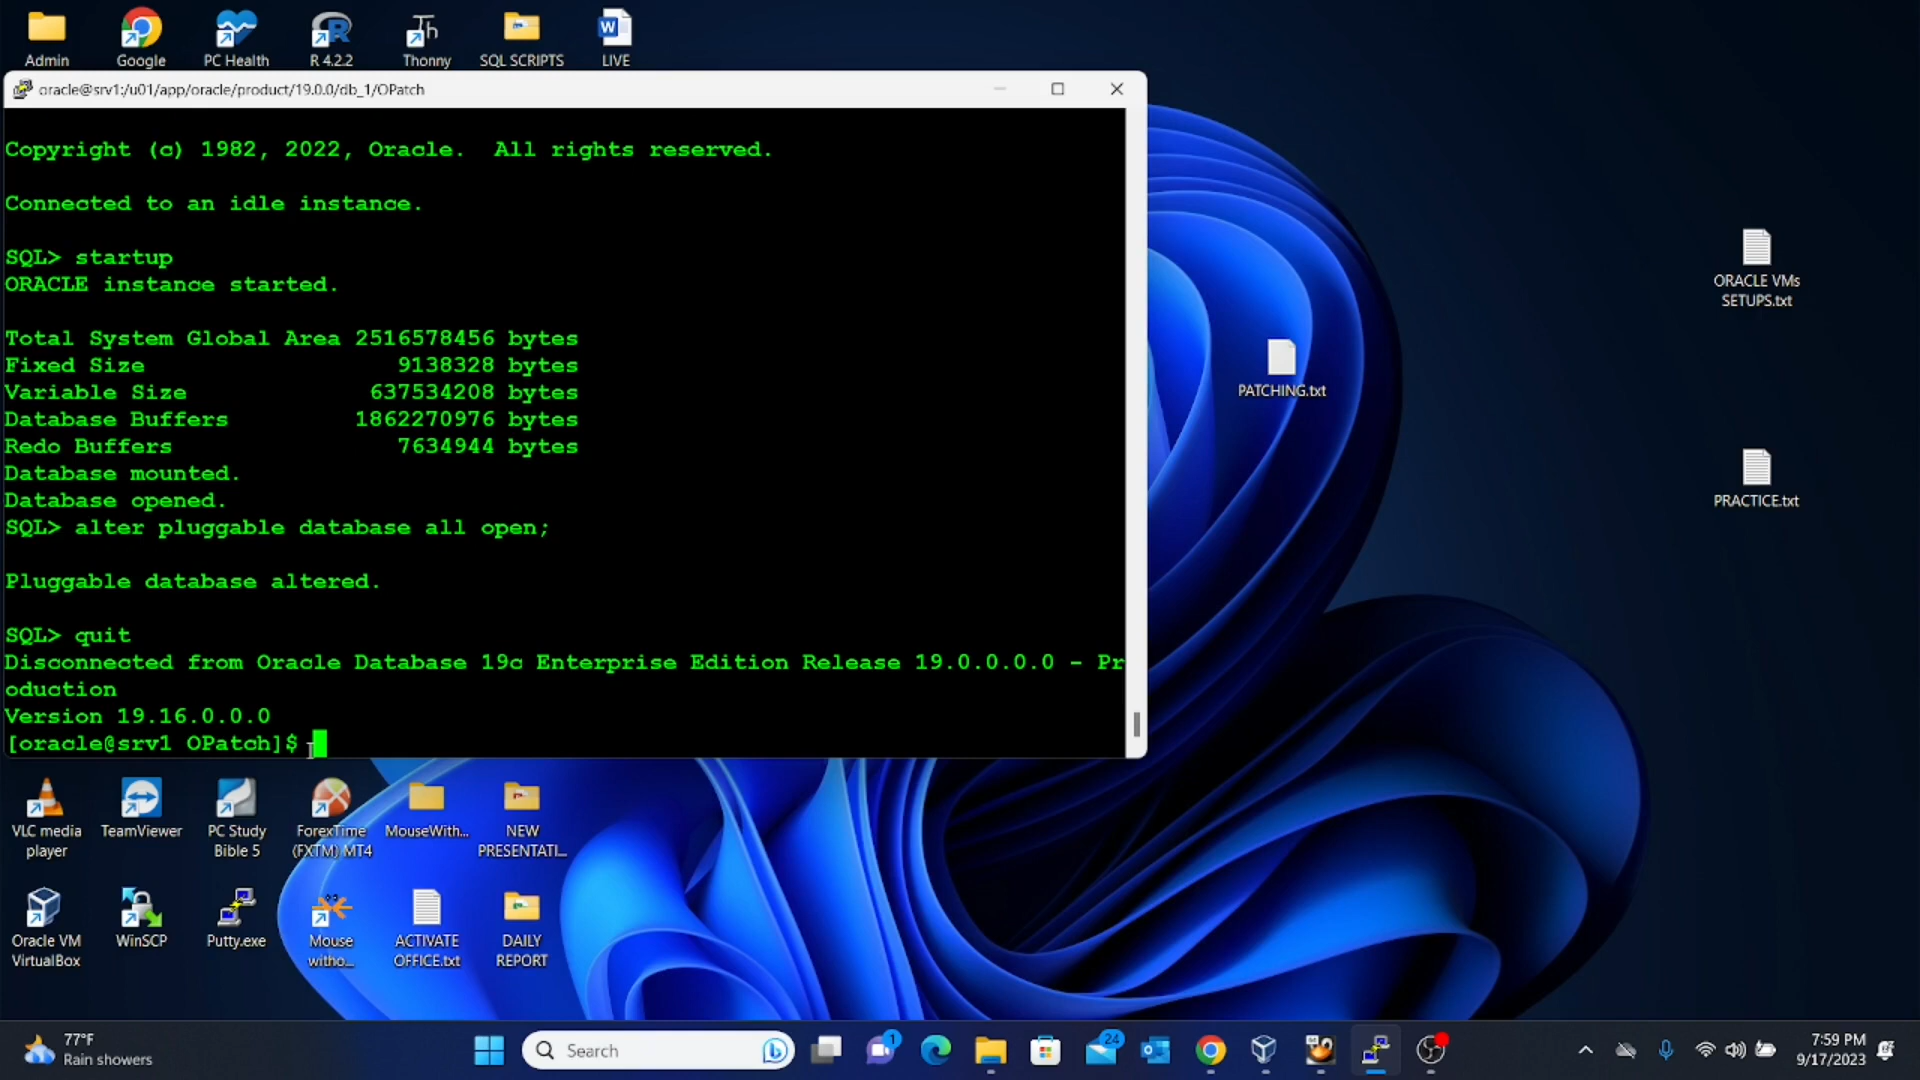 Admin
Google
PC Health
R 4.2.2
Thonny
SQL SCRIPTS
LIVE
oracle@srv1:/u01/app/oracle/product/19.0.0/db_1/OPatch
Copyright (c) 1982, 2022, Oracle.  All rights reserved.
Connected to an idle instance.
SQL> startup
ORACLE instance started.
Total System Global Area 2516578456 bytes
Fixed Size                  9138328 bytes
Variable Size             637534208 bytes
Database Buffers         1862270976 bytes
Redo Buffers                7634944 bytes
Database mounted.
Database opened.
SQL> alter pluggable database all open;
Pluggable database altered.
SQL> quit
Disconnected from Oracle Database 19c Enterprise Edition Release 19.0.0.0.0 - Pr
oduction
Version 19.16.0.0.0
[oracle@srv1 OPatch]$
ORACLE VMs
SETUPS.txt
PATCHING.txt
PRACTICE.txt
VLC media
player
TeamViewer
PC Study
Bible 5
ForexTime
(FXTM) MT4
MouseWith...
NEW
PRESENTATI...
Oracle VM
VirtualBox
WinSCP
Putty.exe
Mouse
witho...
ACTIVATE
OFFICE.txt
DAILY
REPORT
77°F
Rain showers
Search
1
24
7:59 PM
9/17/2023